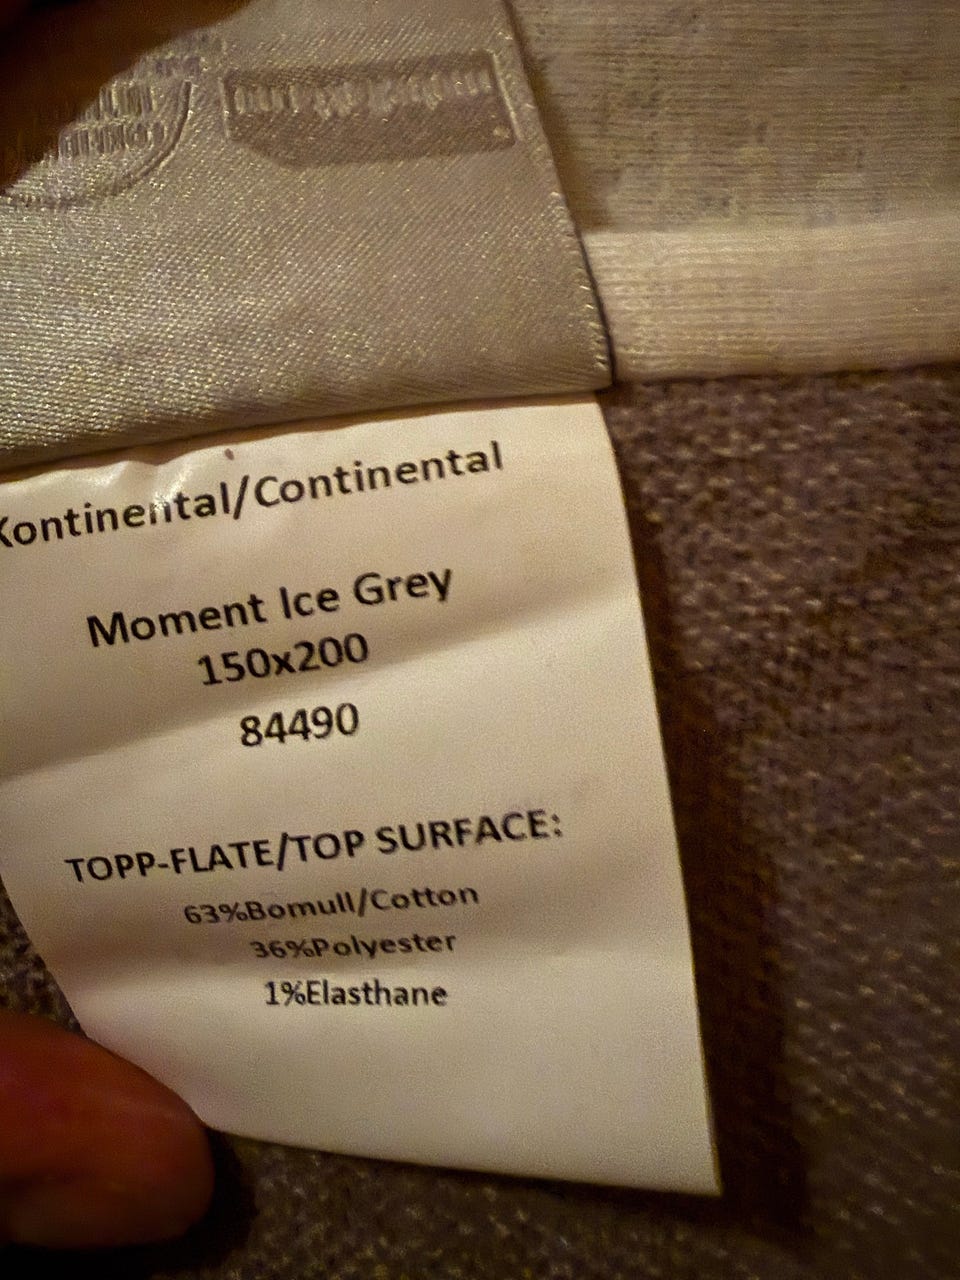 Kontinental/Continental
Moment Ice Grey
150x200
84490
TOPP-FLATE/TOP SURFACE:
63%Bomull/Cotton
36%Polyester
1%Elasthane